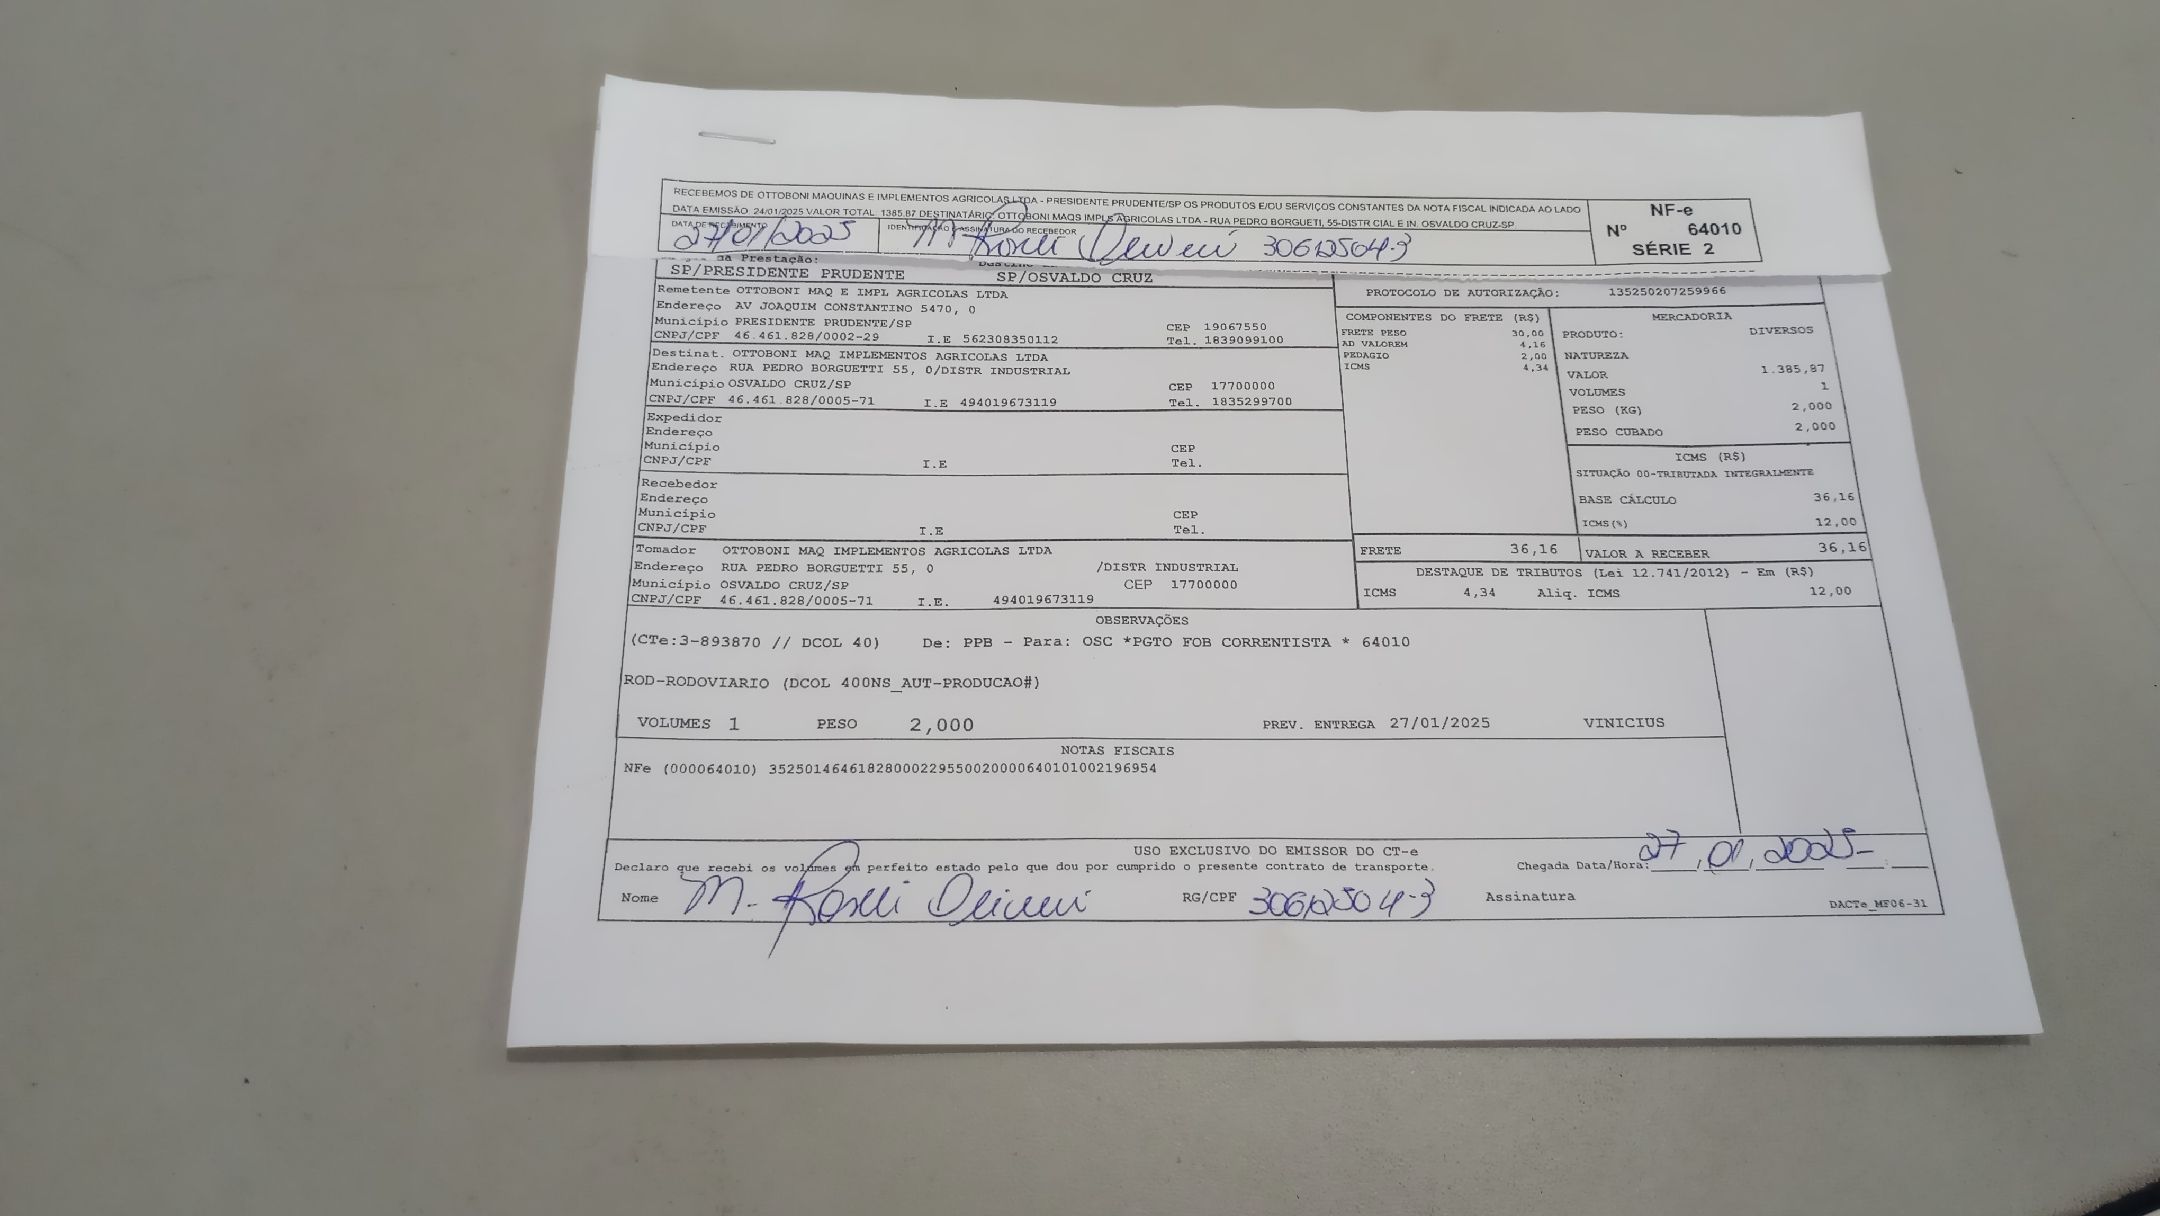 RECEBEMOS DE OTTOBONI MAQUINAS E IMPLEMENTOS AGRICOLAS LTDA - PRESIDENTE PRUDENTE/SP OS PRODUTOS E/OU SERVIÇOS CONSTANTES DA NOTA FISCAL INDICADA AO LADO
DATA EMISSÃO: 24/01/2025 VALOR TOTAL: 1385.87 DESTINATÁRIO: OTTOBONI MAQS IMPLS AGRICOLAS LTDA - RUA PEDRO BORGUETI, 55-DISTR CIAL E IN. OSVALDO CRUZ-SP
NF-e
Nº 64010
SÉRIE 2
DATA DE RECEBIMENTO
IDENTIFICAÇÃO E ASSINATURA DO RECEBEDOR
27/01/2025
M. Roseli 30612504-3
da Prestação:
SP/PRESIDENTE PRUDENTE SP/OSVALDO CRUZ
Remetente OTTOBONI MAQ E IMPL AGRICOLAS LTDA
Endereço AV JOAQUIM CONSTANTINO 5470, 0
Município PRESIDENTE PRUDENTE/SP CEP 19067550
CNPJ/CPF 46.461.828/0002-29 I.E 562308350112 Tel. 1839099100
Destinat. OTTOBONI MAQ IMPLEMENTOS AGRICOLAS LTDA
Endereço RUA PEDRO BORGUETTI 55, 0/DISTR INDUSTRIAL
Município OSVALDO CRUZ/SP CEP 17700000
CNPJ/CPF 46.461.828/0005-71 I.E 494019673119 Tel. 1835299700
Expedidor
Endereço
Município CEP
CNPJ/CPF I.E Tel.
Recebedor
Endereço
Município CEP
CNPJ/CPF I.E Tel.
Tomador OTTOBONI MAQ IMPLEMENTOS AGRICOLAS LTDA
Endereço RUA PEDRO BORGUETTI 55, 0 /DISTR INDUSTRIAL
Município OSVALDO CRUZ/SP CEP 17700000
CNPJ/CPF 46.461.828/0005-71 I.E. 494019673119
PROTOCOLO DE AUTORIZAÇÃO: 135250207259966
COMPONENTES DO FRETE (R$)
FRETE PESO 30,00
AD VALOREM 4,16
PEDAGIO 2,00
ICMS 4,34
MERCADORIA
PRODUTO: DIVERSOS
NATUREZA
VALOR 1.385,87
VOLUMES 1
PESO (KG) 2,000
PESO CUBADO 2,000
ICMS (R$)
SITUAÇÃO 00-TRIBUTADA INTEGRALMENTE
BASE CÁLCULO 36,16
ICMS(%) 12,00
FRETE 36,16 VALOR A RECEBER 36,16
DESTAQUE DE TRIBUTOS (Lei 12.741/2012) - Em (R$)
ICMS 4,34 Aliq. ICMS 12,00
OBSERVAÇÕES
(CTe:3-893870 // DCOL 40) De: PPB - Para: OSC *PGTO FOB CORRENTISTA * 64010
ROD-RODOVIARIO (DCOL 400NS_AUT-PRODUCAO#)
VOLUMES 1 PESO 2,000 PREV. ENTREGA 27/01/2025 VINICIUS
NOTAS FISCAIS
NFe (000064010) 35250146461828000229550020000640101002196954
USO EXCLUSIVO DO EMISSOR DO CT-e
Declaro que recebi os volumes em perfeito estado pelo que dou por cumprido o presente contrato de transporte.
Chegada Data/Hora: 27/01/2025
Nome M. Roseli RG/CPF 30612504-3 Assinatura
DACTe_MF06-31